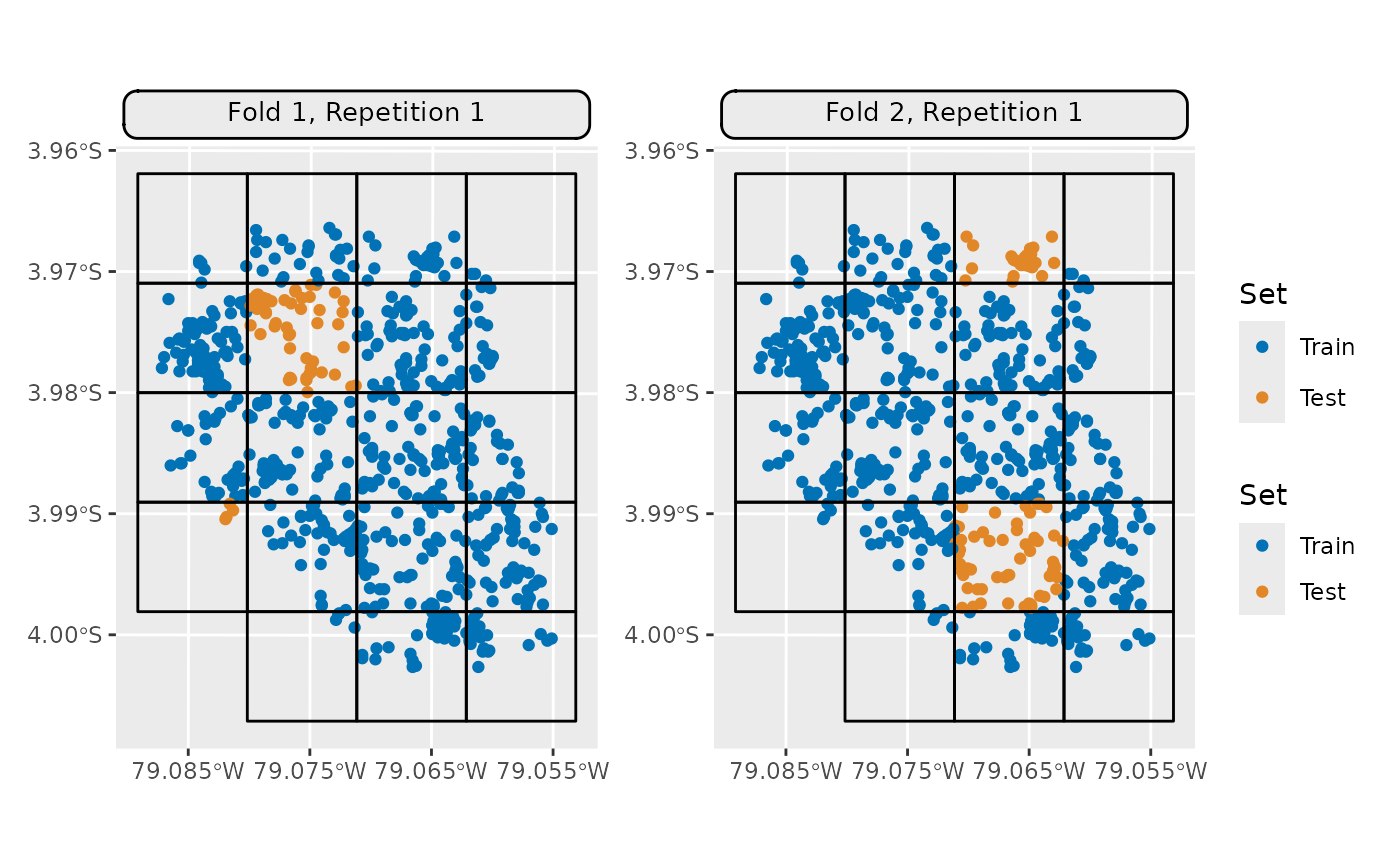 Fold 1, Repetition 1
Fold 2, Repetition 1
3.96°S
3.97°S
3.98°S
3.99°S
4.00°S
79.085°W 79.075°W 79.065°W 79.055°W
3.96°S
3.97°S
3.98°S
3.99°S
4.00°S
79.085°W 79.075°W 79.065°W 79.055°W
Set
Train
Test
Set
Train
Test